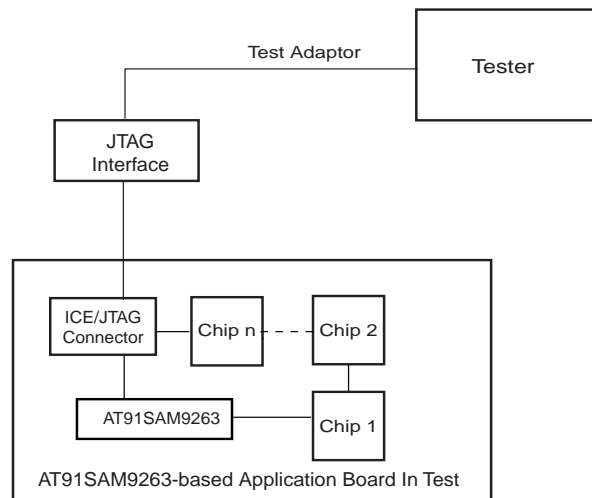 Test Adaptor
Tester
JTAG
Interface
ICE/JTAG
Connector
Chip n
Chip 2
AT91SAM9263
Chip 1
AT91SAM9263-based Application Board In Test